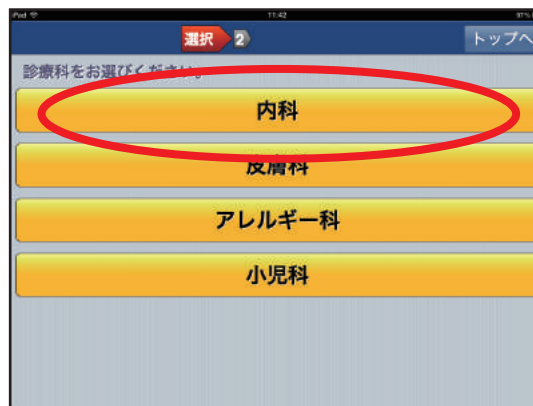 iPad 11:42 97%
選択 2 トップへ
診療科をお選びください。
内科
皮膚科
アレルギー科
小児科